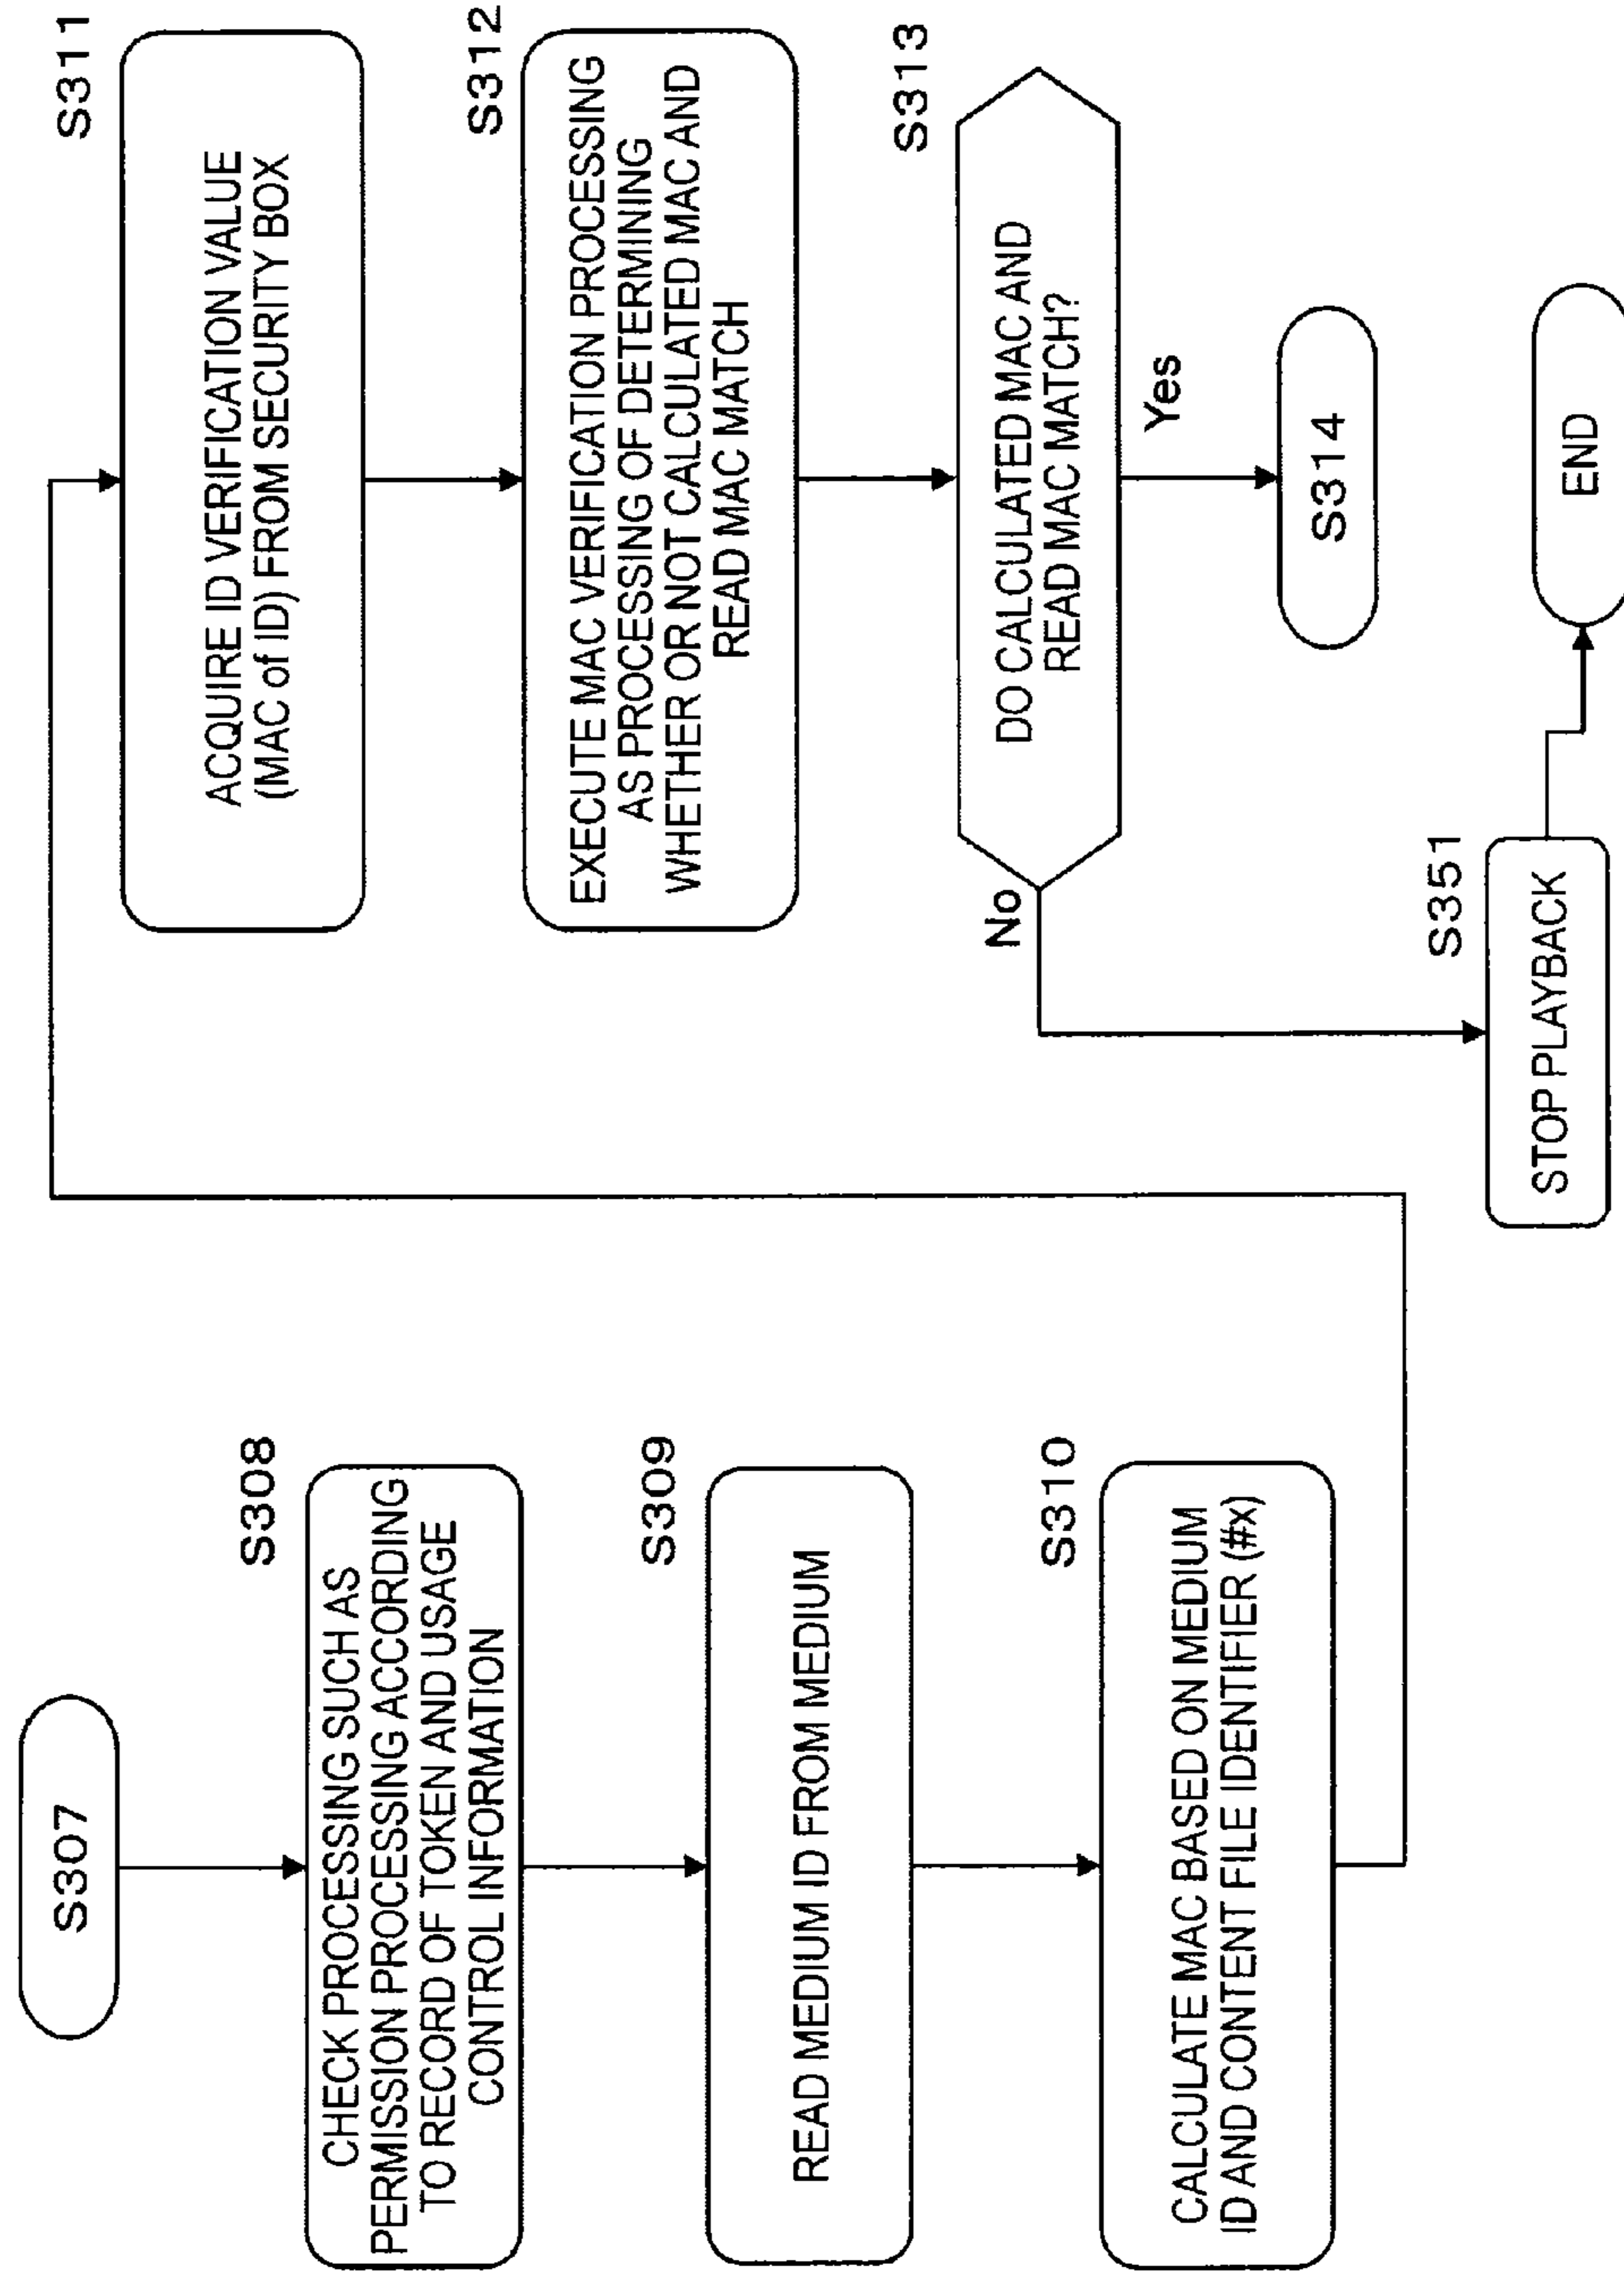 S307
S308
CHECK PROCESSING SUCH AS
PERMISSION PROCESSING ACCORDING
TO RECORD OF TOKEN AND USAGE
CONTROL INFORMATION
S309
READ MEDIUM ID FROM MEDIUM
S310
CALCULATE MAC BASED ON MEDIUM
ID AND CONTENT FILE IDENTIFIER (#x)
S311
ACQUIRE ID VERIFICATION VALUE
(MAC of ID) FROM SECURITY BOX
S312
EXECUTE MAC VERIFICATION PROCESSING
AS PROCESSING OF DETERMINING
WHETHER OR NOT CALCULATED MAC AND
READ MAC MATCH
S313
DO CALCULATED MAC AND
READ MAC MATCH?
No
Yes
S314
S351
STOP PLAYBACK
END